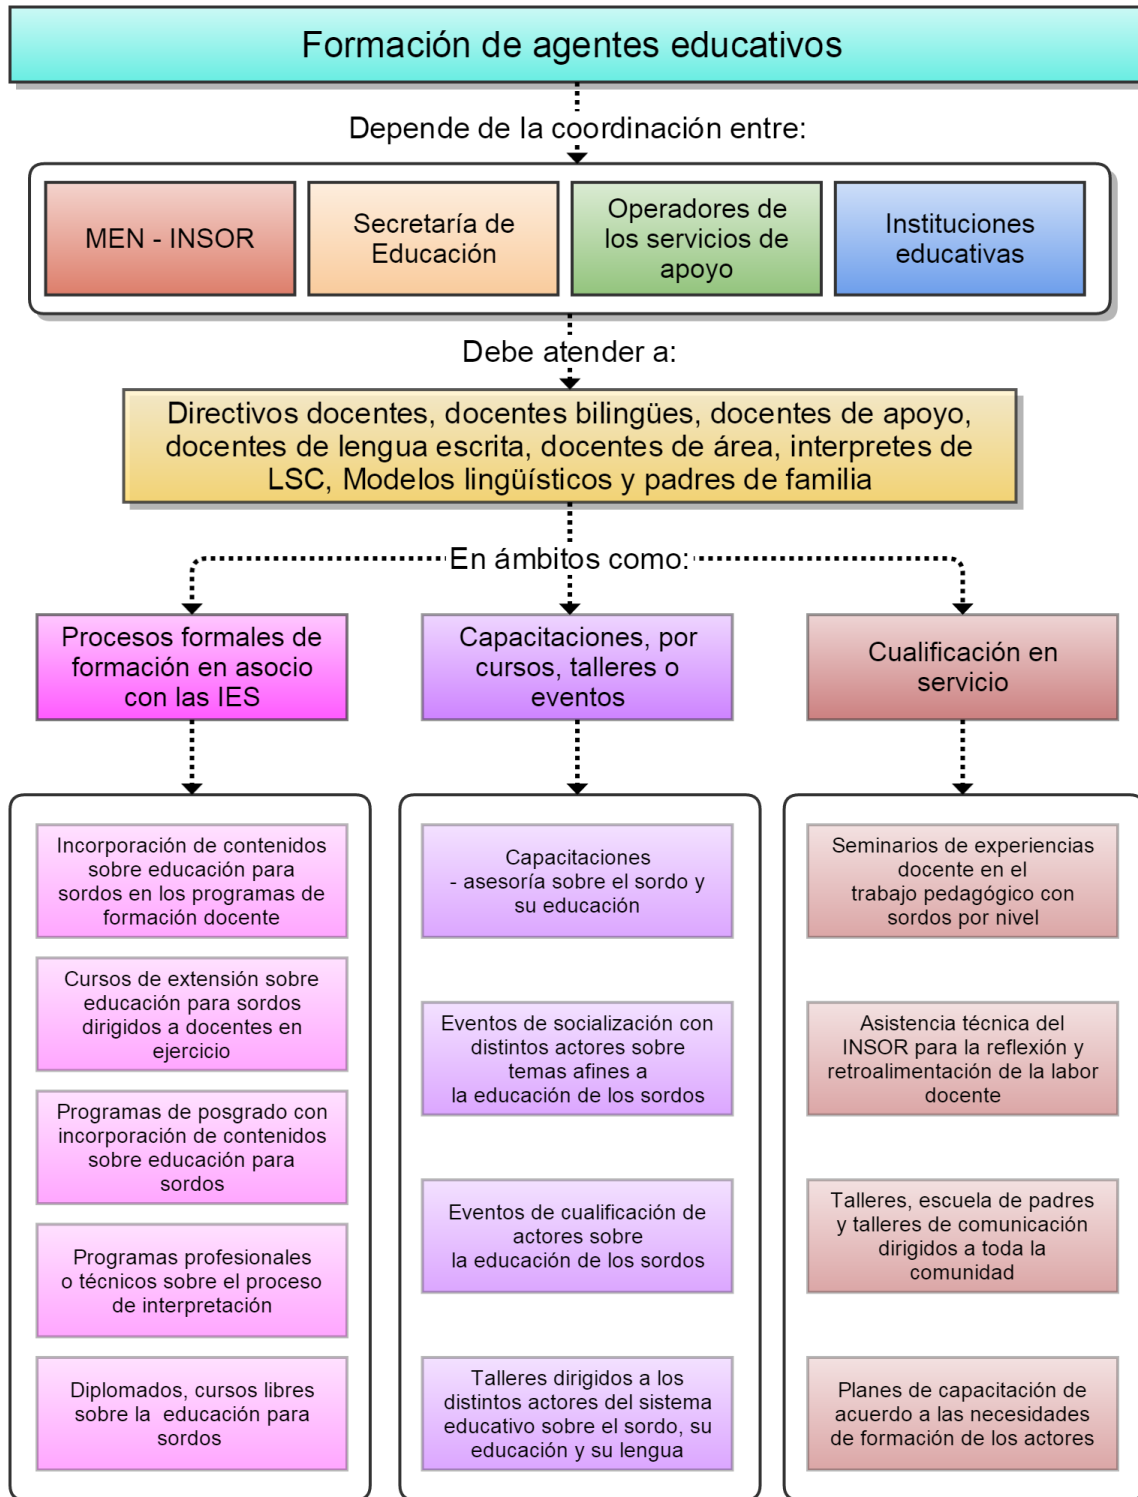 Formación de agentes educativos
Depende de la coordinación entre:
MEN - INSOR
Secretaría de
Educación
Operadores de
los servicios de
apoyo
Instituciones
educativas
Debe atender a:
Directivos docentes, docentes bilingües, docentes de apoyo,
docentes de lengua escrita, docentes de área, interpretes de
LSC, Modelos lingüísticos y padres de familia
En ámbitos como:
Procesos formales de
formación en asocio
con las IES
Capacitaciones, por
cursos, talleres o
eventos
Cualificación en
servicio
Incorporación de contenidos
sobre educación para
sordos en los programas de
formación docente
Cursos de extensión sobre
educación para sordos
dirigidos a docentes en
ejercicio
Programas de posgrado con
incorporación de contenidos
sobre educación para
sordos
Programas profesionales
o técnicos sobre el proceso
de interpretación
Diplomados, cursos libres
sobre la educación para
sordos
Capacitaciones
- asesoría sobre el sordo y
su educación
Eventos de socialización con
distintos actores sobre
temas afines a
la educación de los sordos
Eventos de cualificación de
actores sobre
la educación de los sordos
Talleres dirigidos a los
distintos actores del sistema
educativo sobre el sordo, su
educación y su lengua
Seminarios de experiencias
docente en el
trabajo pedagógico con
sordos por nivel
Asistencia técnica del
INSOR para la reflexión y
retroalimentación de la labor
docente
Talleres, escuela de padres
y talleres de comunicación
dirigidos a toda la
comunidad
Planes de capacitación de
acuerdo a las necesidades
de formación de los actores